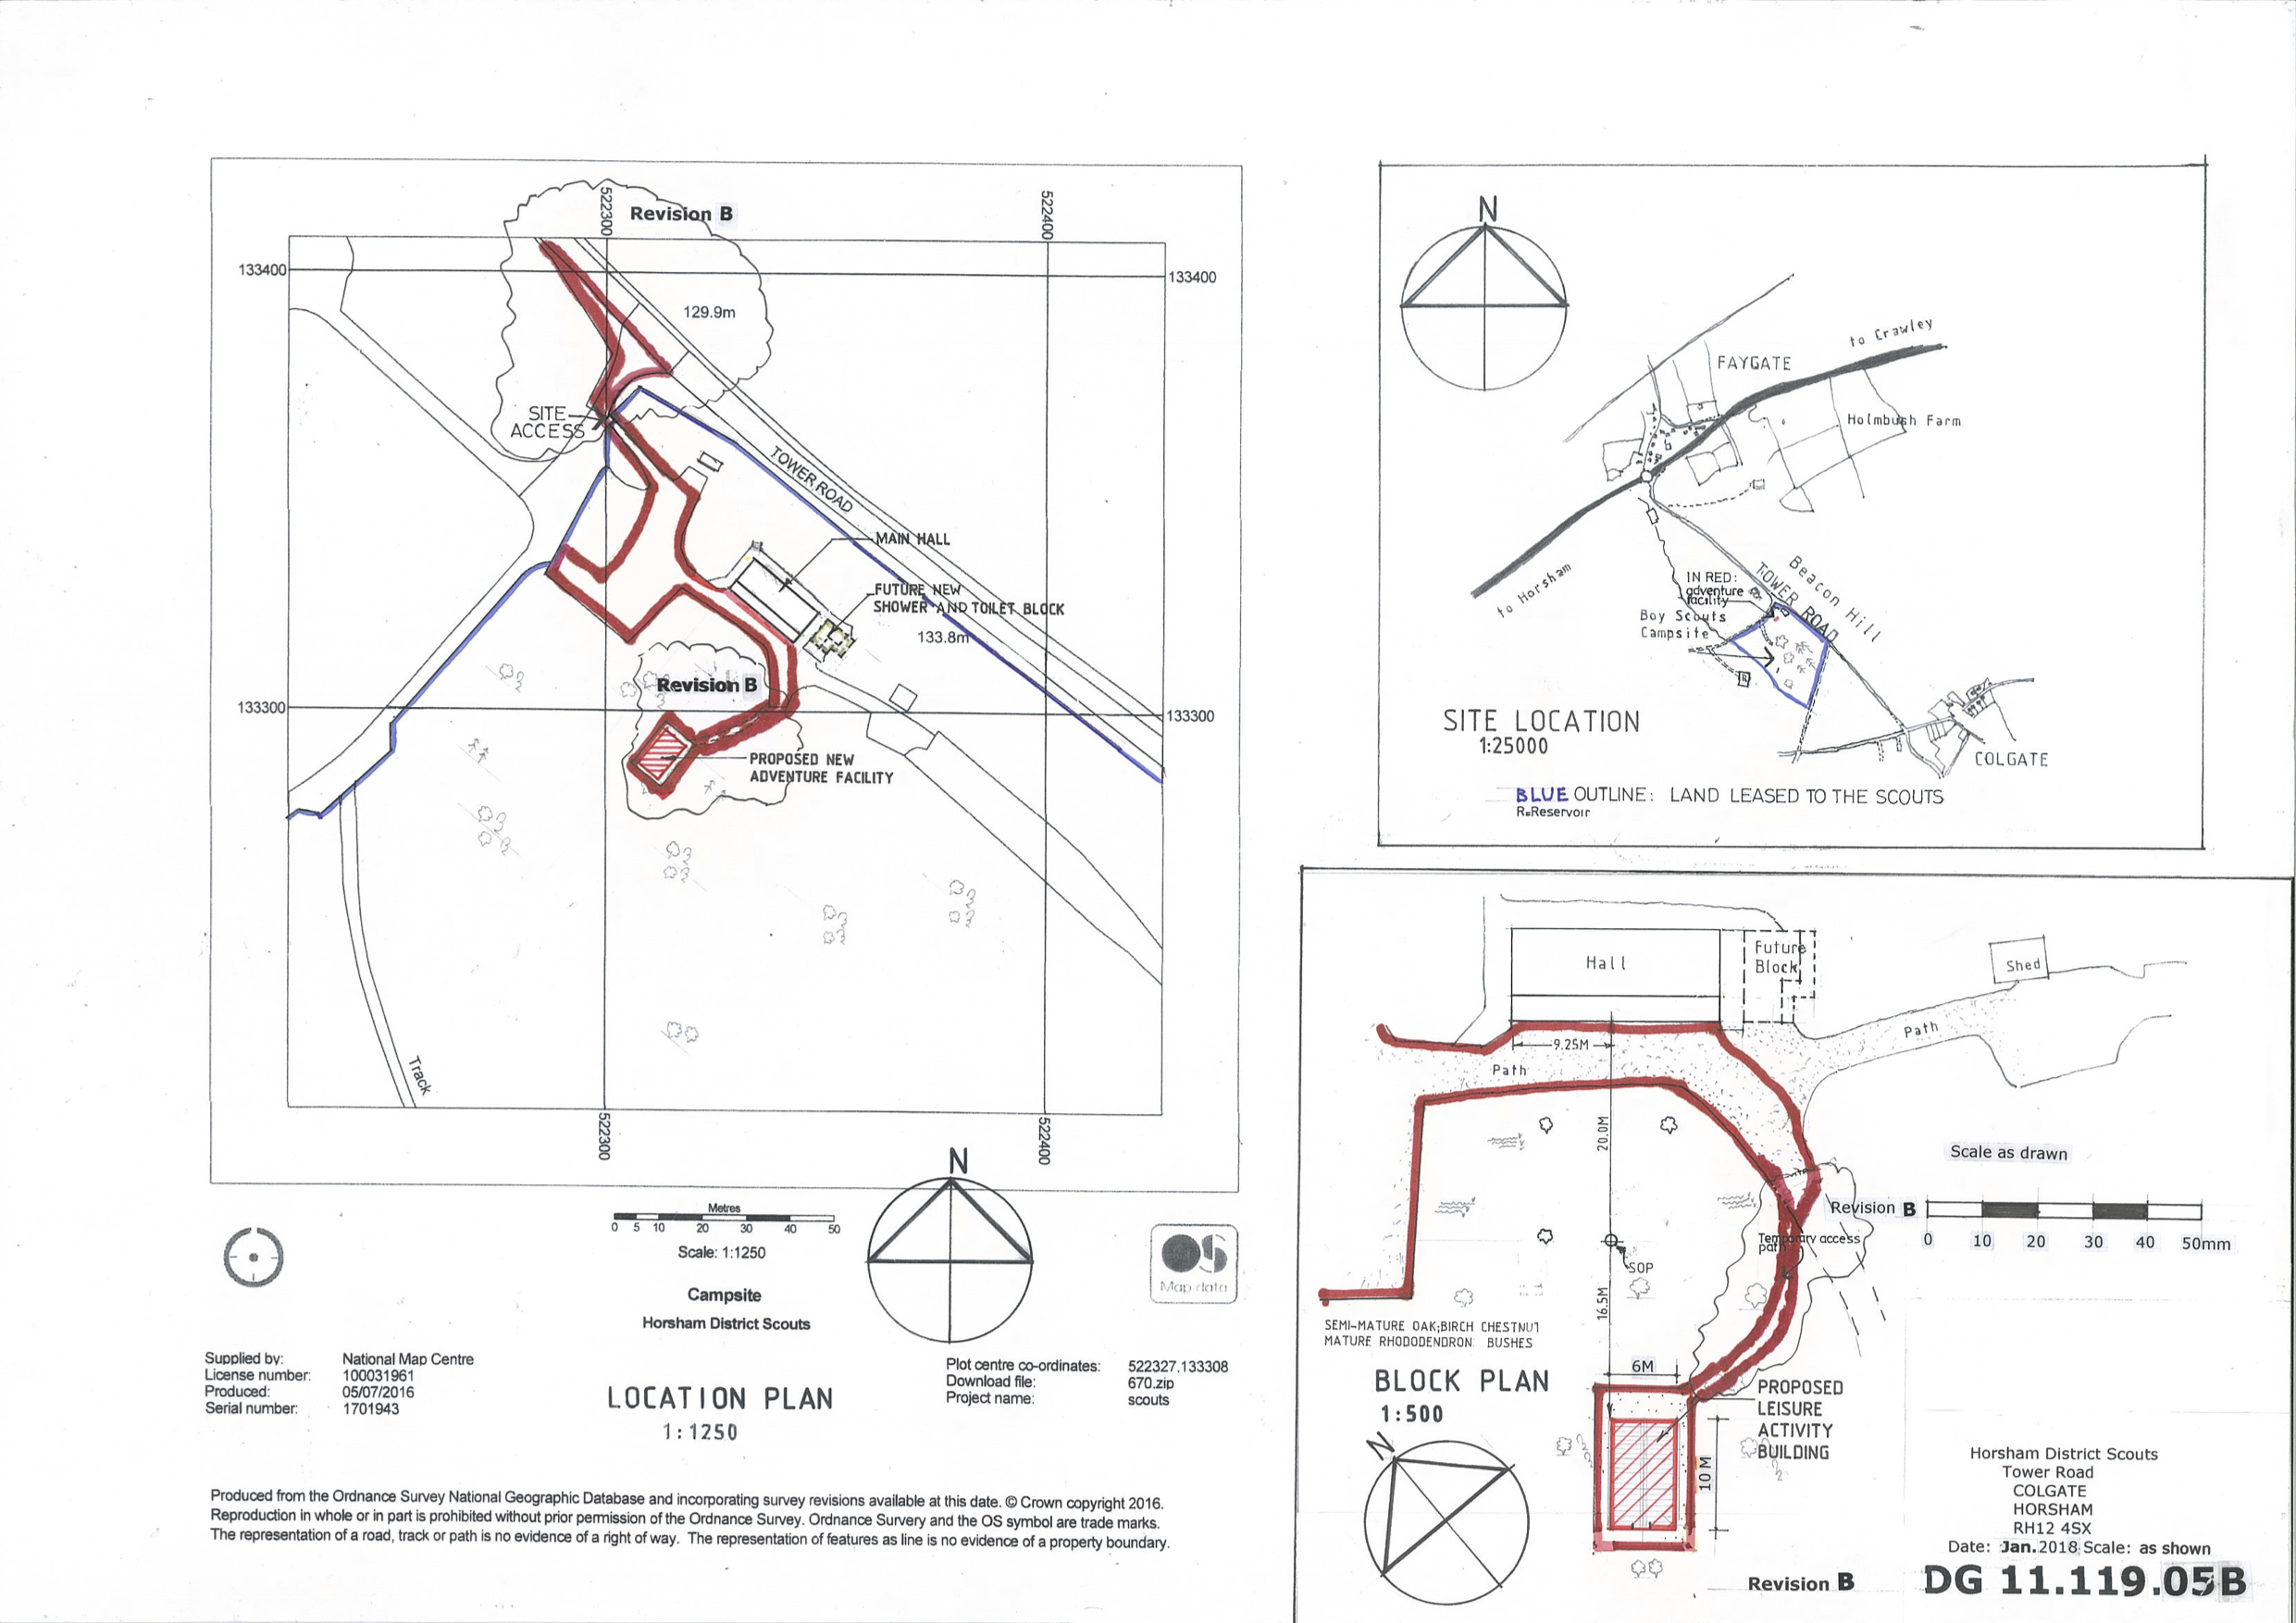 522300
Revision B
522400
133400
133400
129.9m
SITE
ACCESS
TOWER ROAD
MAIN HALL
FUTURE NEW
SHOWER AND TOILET BLOCK
133.8m
Revision B
133300
133300
PROPOSED NEW
ADVENTURE FACILITY
Track
522300
522400
N
Metres
0 5 10 20 30 40 50
Scale: 1:1250
Campsite
Horsham District Scouts
OS
Map data
Supplied by: National Map Centre
License number: 100031961
Produced: 05/07/2016
Serial number: 1701943
LOCATION PLAN
1:1250
Plot centre co-ordinates: 522327,133308
Download file: 670.zip
Project name: scouts
Produced from the Ordnance Survey National Geographic Database and incorporating survey revisions available at this date. © Crown copyright 2016.
Reproduction in whole or in part is prohibited without prior permission of the Ordnance Survey. Ordnance Survery and the OS symbol are trade marks.
The representation of a road, track or path is no evidence of a right of way. The representation of features as line is no evidence of a property boundary.
N
to Crawley
FAYGATE
Holmbush Farm
to Horsham
Beacon Hill
TOWER ROAD
IN RED:
adventure
facility
Boy Scouts
Campsite
R
SITE LOCATION
1:25000
COLGATE
BLUE OUTLINE: LAND LEASED TO THE SCOUTS
R=Reservoir
Hall
Future
Block
Shed
Path
9.25M
Path
20.0M
Scale as drawn
Revision B
0 10 20 30 40 50mm
Temporary access
path
SOP
16.5M
SEMI-MATURE OAK;BIRCH CHESTNUT
MATURE RHODODENDRON BUSHES
6M
BLOCK PLAN
1:500
PROPOSED
LEISURE
ACTIVITY
BUILDING
10M
N
Horsham District Scouts
Tower Road
COLGATE
HORSHAM
RH12 4SX
Date: Jan.2018 Scale: as shown
Revision B
DG 11.119.05B